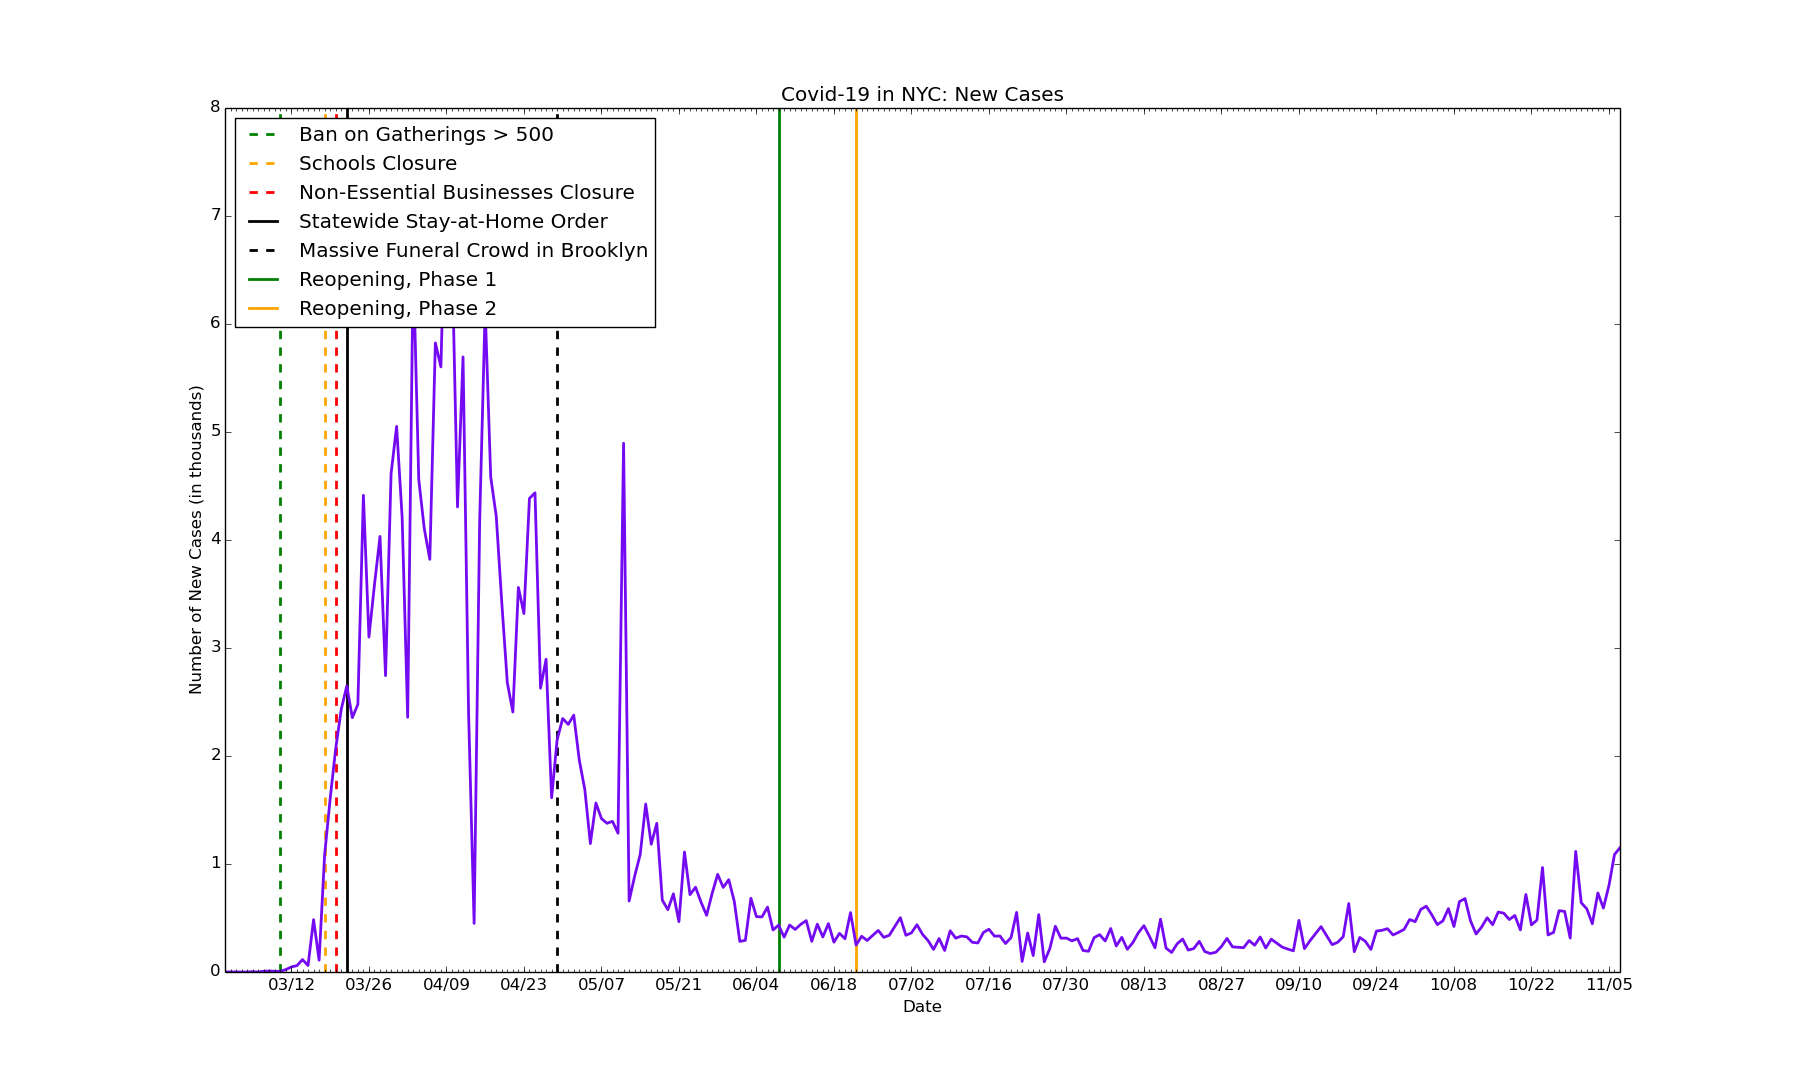 Covid-19 in NYC: New Cases
8
7
6
5
4
3
2
1
0
Number of New Cases (in thousands)
Ban on Gatherings > 500
Schools Closure
Non-Essential Businesses Closure
Statewide Stay-at-Home Order
Massive Funeral Crowd in Brooklyn
Reopening, Phase 1
Reopening, Phase 2
03/12 03/26 04/09 04/23 05/07 05/21 06/04 06/18 07/02 07/16 07/30 08/13 08/27 09/10 09/24 10/08 10/22 11/05
Date